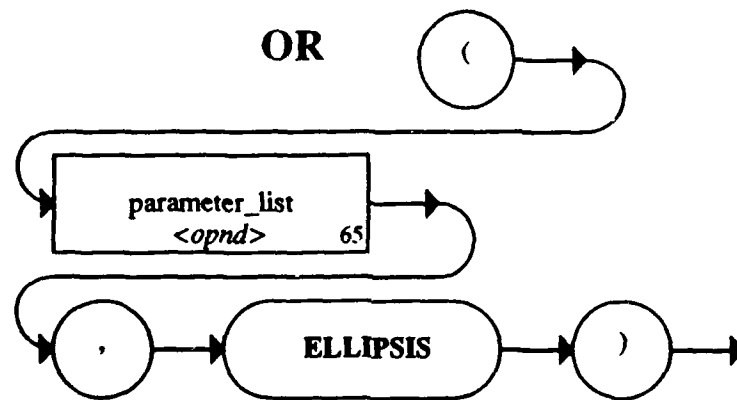 OR (
parameter_list
<opnd> 65
, ELLIPSIS )